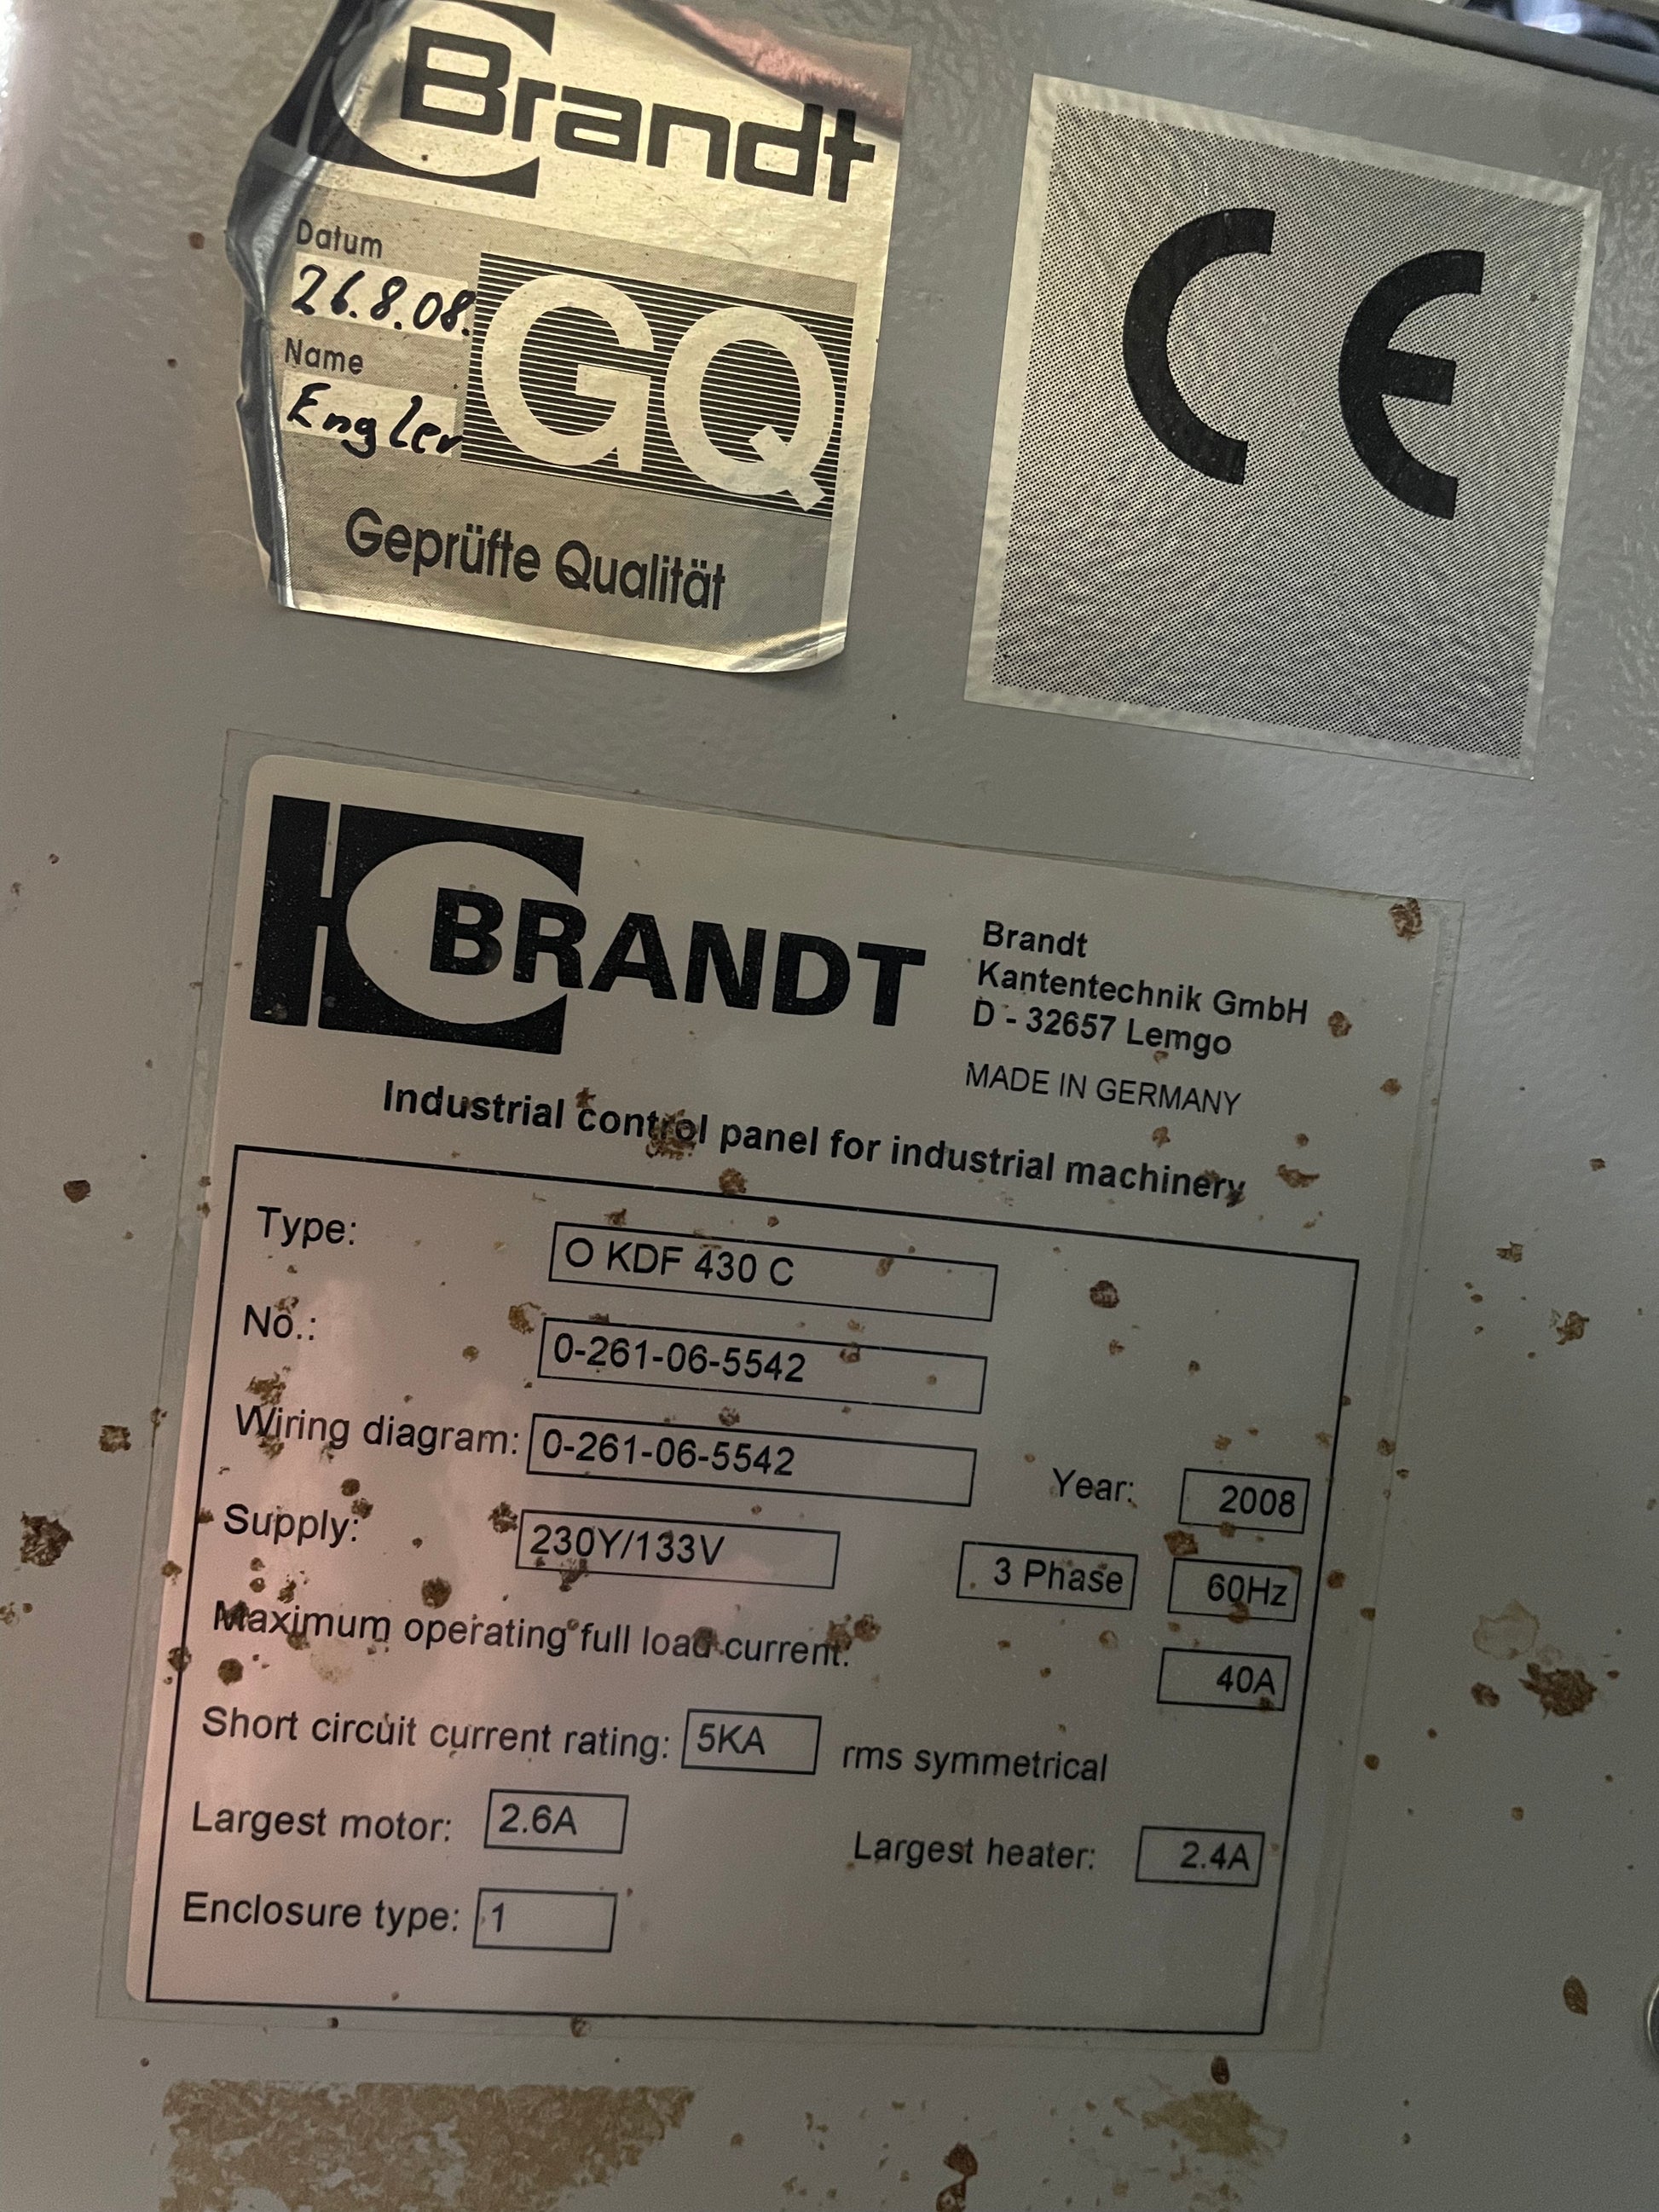 Brandt
Datum
26.8.08.
Name
Engler
GQ
Geprüfte Qualität
CE
BRANDT
Brandt
Kantentechnik GmbH
D - 32657 Lemgo
MADE IN GERMANY
Industrial control panel for industrial machinery
Type: O KDF 430 C
No.: 0-261-06-5542
Wiring diagram: 0-261-06-5542 Year: 2008
Supply: 230Y/133V 3 Phase 60Hz
Maximum operating full load current: 40A
Short circuit current rating: 5KA rms symmetrical
Largest motor: 2.6A Largest heater: 2.4A
Enclosure type: 1